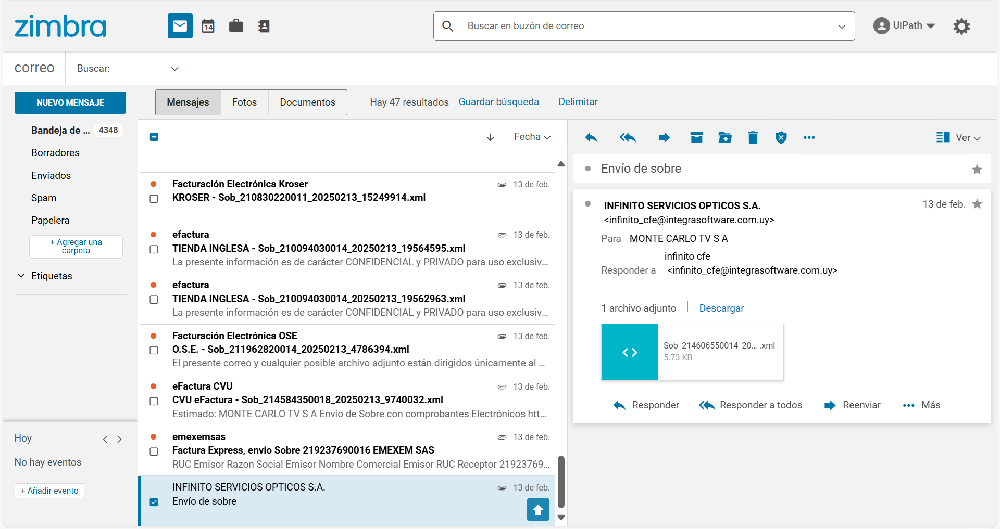 zimbra
14
Buscar en buzón de correo
UiPath
correo
Buscar:
NUEVO MENSAJE
Bandeja de ... 4348
Borradores
Enviados
Spam
Papelera
+ Agregar una
carpeta
Etiquetas
Hoy
No hay eventos
+ Añadir evento
Mensajes Fotos Documentos Hay 47 resultados Guardar búsqueda Delimitar
Fecha
Facturación Electrónica Kroser 13 de feb.
KROSER - Sob_210830220011_20250213_15249914.xml
efactura 13 de feb.
TIENDA INGLESA - Sob_210094030014_20250213_19564595.xml
La presente información es de carácter CONFIDENCIAL y PRIVADO para uso exclusiv...
efactura 13 de feb.
TIENDA INGLESA - Sob_210094030014_20250213_19562963.xml
La presente información es de carácter CONFIDENCIAL y PRIVADO para uso exclusiv...
Facturación Electrónica OSE 13 de feb.
O.S.E. - Sob_211962820014_20250213_4786394.xml
El presente correo y cualquier posible archivo adjunto están dirigidos únicamente al ...
eFactura CVU 13 de feb.
CVU eFactura - Sob_214584350018_20250213_9740032.xml
Estimado: MONTE CARLO TV S A Envío de Sobre con comprobantes Electrónicos htt...
emexemsas 13 de feb.
Factura Express, envio Sobre 219237690016 EMEXEM SAS
RUC Emisor Razon Social Emisor Nombre Comercial Emisor RUC Receptor 21923769...
INFINITO SERVICIOS OPTICOS S.A. 13 de feb.
Envío de sobre
Ver
Envío de sobre
INFINITO SERVICIOS OPTICOS S.A. 13 de feb.
<infinito_cfe@integrasoftware.com.uy>
Para MONTE CARLO TV S A
infinito cfe
Responder a <infinito_cfe@integrasoftware.com.uy>
1 archivo adjunto Descargar
Sob_214606550014_20... .xml
5.73 KB
Responder Responder a todos Reenviar Más